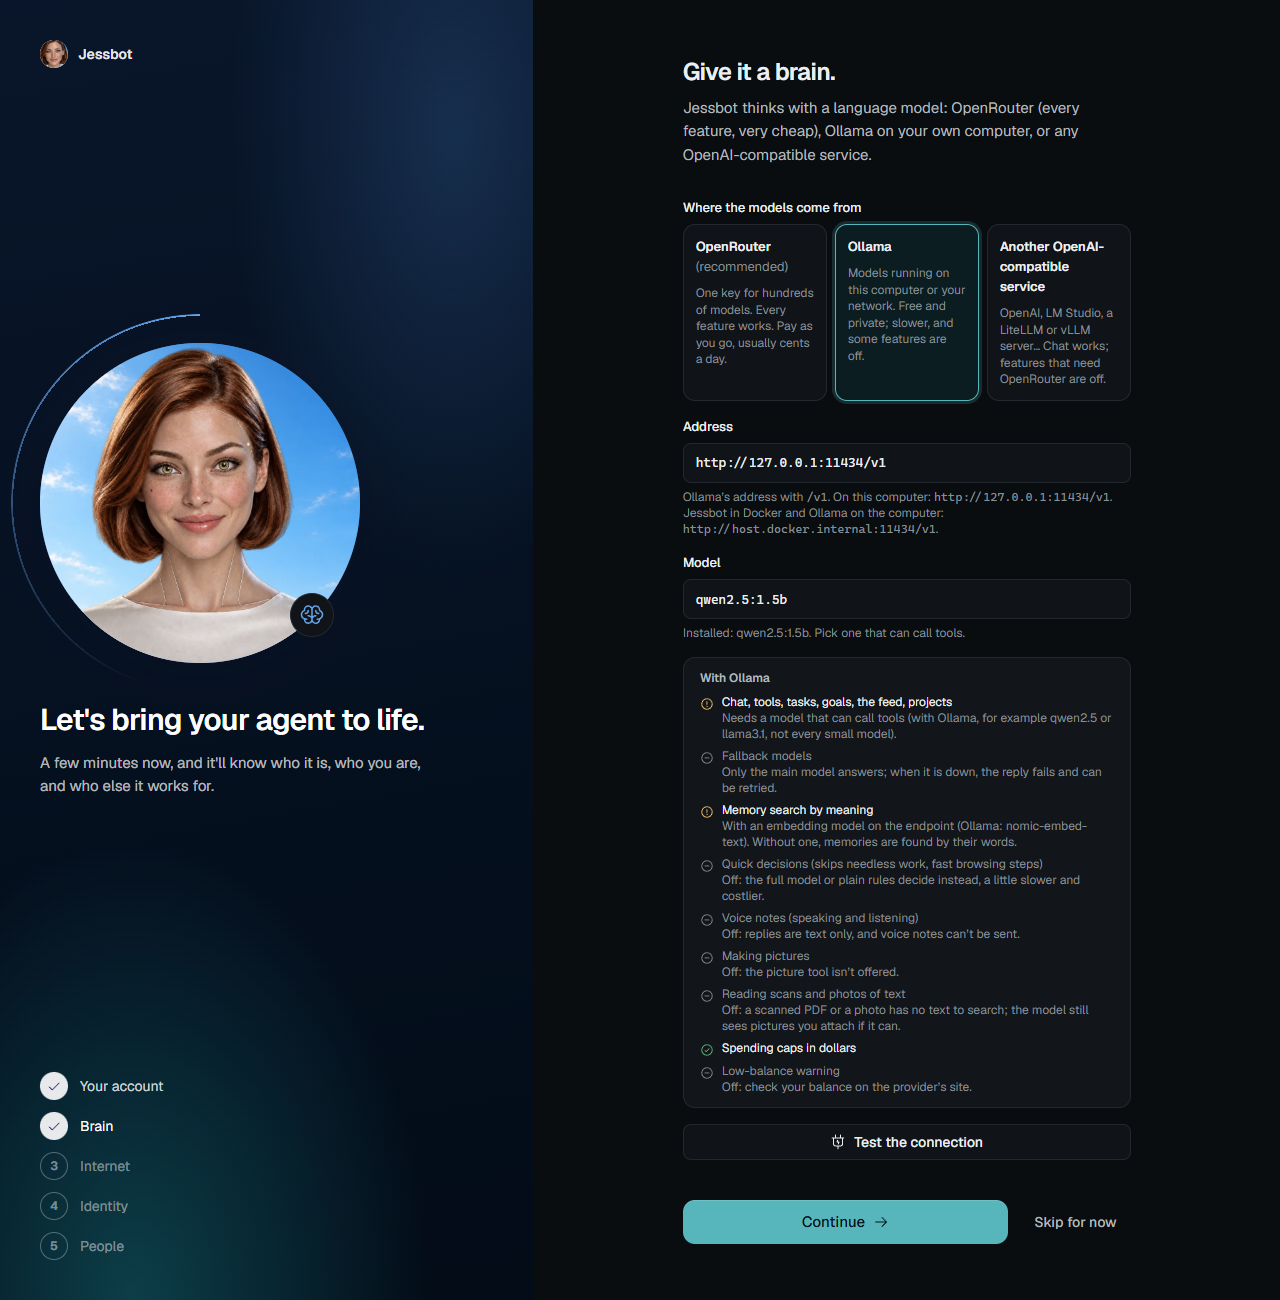 Jessbot
Let's bring your agent to life.
A few minutes now, and it'll know who it is, who you are,
and who else it works for.
Your account
Brain
3 Internet
4 Identity
5 People
Give it a brain.
Jessbot thinks with a language model: OpenRouter (every
feature, very cheap), Ollama on your own computer, or any
OpenAI-compatible service.
Where the models come from
OpenRouter
(recommended)
One key for hundreds
of models. Every
feature works. Pay as
you go, usually cents
a day.
Ollama
Models running on
this computer or your
network. Free and
private; slower, and
some features are
off.
Another OpenAI-
compatible
service
OpenAI, LM Studio, a
LiteLLM or vLLM
server… Chat works;
features that need
OpenRouter are off.
Address
http://127.0.0.1:11434/v1
Ollama's address with /v1. On this computer: http://127.0.0.1:11434/v1.
Jessbot in Docker and Ollama on the computer:
http://host.docker.internal:11434/v1.
Model
qwen2.5:1.5b
Installed: qwen2.5:1.5b. Pick one that can call tools.
With Ollama
Chat, tools, tasks, goals, the feed, projects
Needs a model that can call tools (with Ollama, for example qwen2.5 or
llama3.1, not every small model).
Fallback models
Only the main model answers; when it is down, the reply fails and can
be retried.
Memory search by meaning
With an embedding model on the endpoint (Ollama: nomic-embed-
text). Without one, memories are found by their words.
Quick decisions (skips needless work, fast browsing steps)
Off: the full model or plain rules decide instead, a little slower and
costlier.
Voice notes (speaking and listening)
Off: replies are text only, and voice notes can't be sent.
Making pictures
Off: the picture tool isn't offered.
Reading scans and photos of text
Off: a scanned PDF or a photo has no text to search; the model still
sees pictures you attach if it can.
Spending caps in dollars
Low-balance warning
Off: check your balance on the provider's site.
Test the connection
Continue
Skip for now